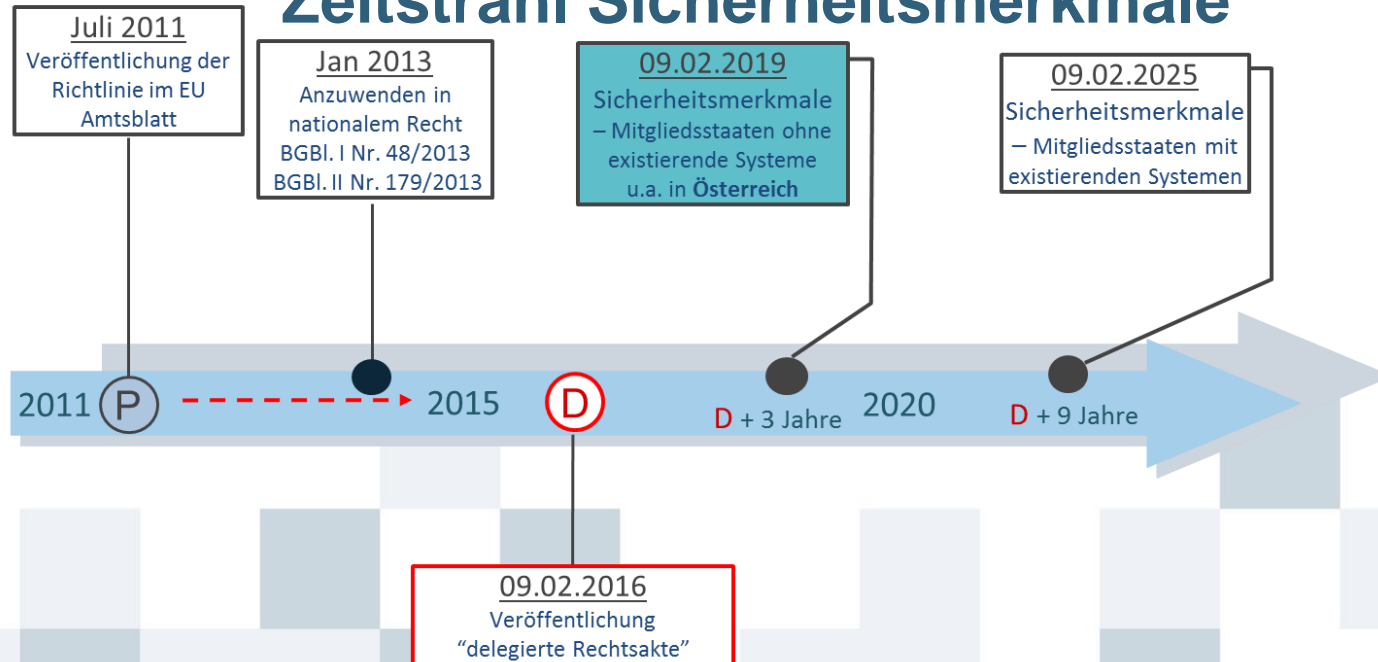 Zeitstrahl Sicherheitsmerkmale
Juli 2011
Veröffentlichung der
Richtlinie im EU
Amtsblatt
Jan 2013
Anzuwenden in
nationalem Recht
BGBl. I Nr. 48/2013
BGBl. II Nr. 179/2013
09.02.2019
Sicherheitsmerkmale
– Mitgliedsstaaten ohne
existierende Systeme
u.a. in Österreich
09.02.2025
Sicherheitsmerkmale
– Mitgliedsstaaten mit
existierenden Systemen
2011 P 2015 D D + 3 Jahre 2020 D + 9 Jahre
09.02.2016
Veröffentlichung
“delegierte Rechtsakte”